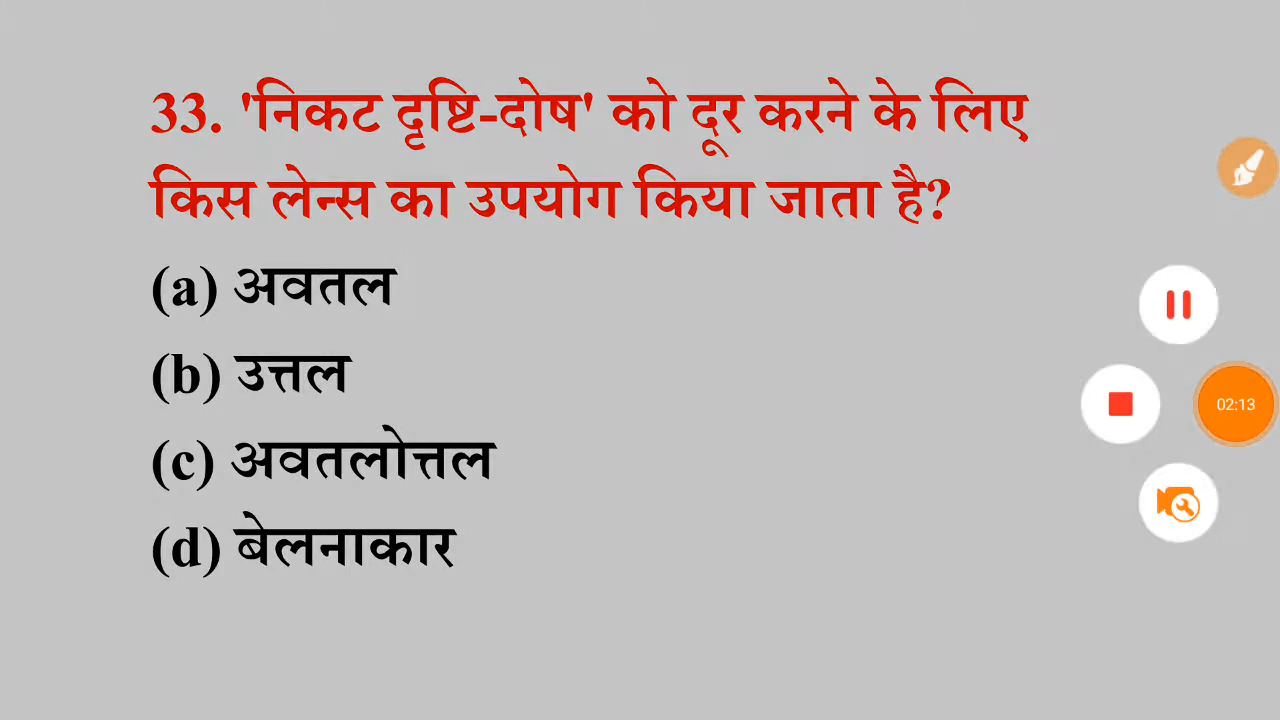 33. 'निकट दृष्टि-दोष' को दूर करने के लिए
किस लेन्स का उपयोग किया जाता है?
(a) अवतल
(b) उत्तल
(c) अवतलोत्तल
(d) बेलनाकार
02:13